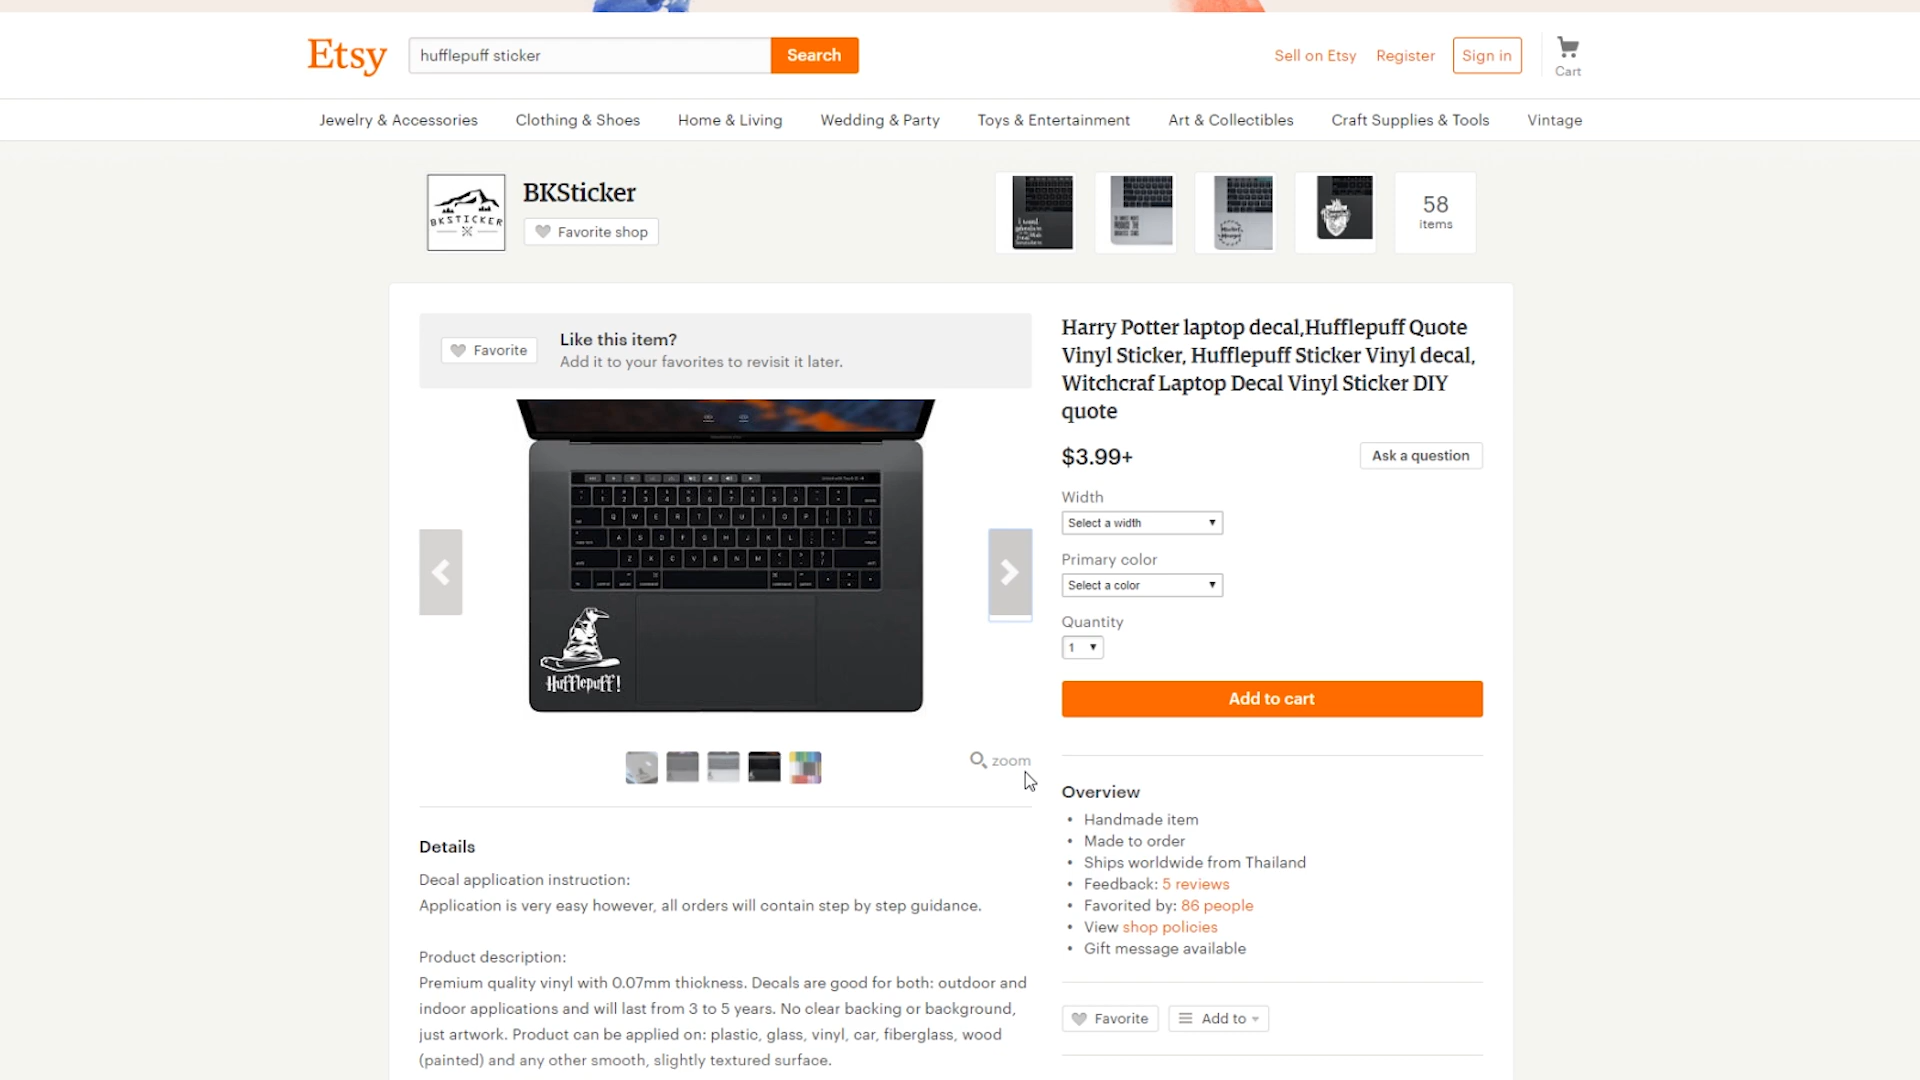 Etsy
hufflepuff sticker
Search
Sell on Etsy
Register
Sign in
Cart
Jewelry & Accessories
Clothing & Shoes
Home & Living
Wedding & Party
Toys & Entertainment
Art & Collectibles
Craft Supplies & Tools
Vintage
BKSTICKER
BKSticker
Favorite shop
58
items
Favorite
Like this item?
Add it to your favorites to revisit it later.
Hufflepuff!
zoom
Harry Potter laptop decal,Hufflepuff Quote
Vinyl Sticker, Hufflepuff Sticker Vinyl decal,
Witchcraf Laptop Decal Vinyl Sticker DIY
quote
$3.99+
Ask a question
Width
Select a width
Primary color
Select a color
Quantity
1
Add to cart
Details
Decal application instruction:
Application is very easy however, all orders will contain step by step guidance.
Product description:
Premium quality vinyl with 0.07mm thickness. Decals are good for both: outdoor and
indoor applications and will last from 3 to 5 years. No clear backing or background,
just artwork. Product can be applied on: plastic, glass, vinyl, car, fiberglass, wood
(painted) and any other smooth, slightly textured surface.
Overview
• Handmade item
• Made to order
• Ships worldwide from Thailand
• Feedback: 5 reviews
• Favorited by: 86 people
• View shop policies
• Gift message available
Favorite
Add to